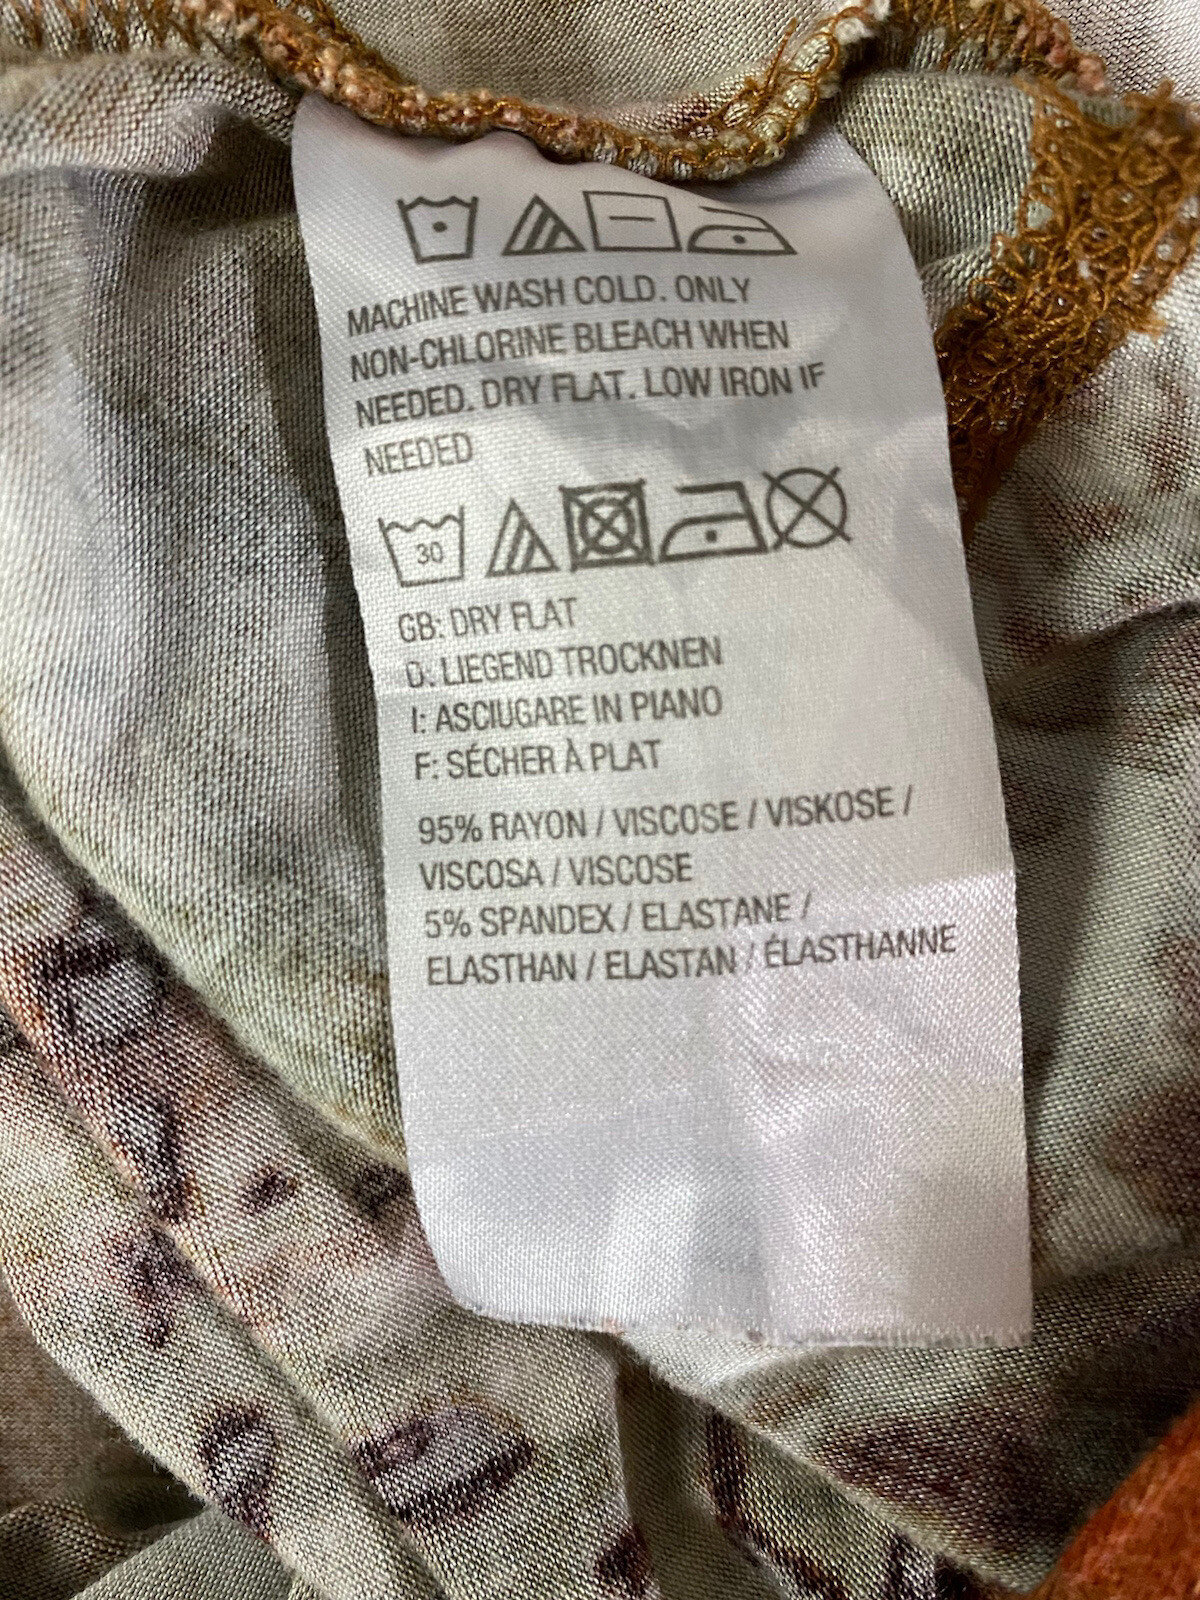 MACHINE WASH COLD. ONLY
NON-CHLORINE BLEACH WHEN
NEEDED. DRY FLAT. LOW IRON IF
NEEDED
30
GB: DRY FLAT
D: LIEGEND TROCKNEN
I: ASCIUGARE IN PIANO
F: SÉCHER À PLAT
95% RAYON / VISCOSE / VISKOSE /
VISCOSA / VISCOSE
5% SPANDEX / ELASTANE /
ELASTHAN / ELASTAN / ÉLASTHANNE